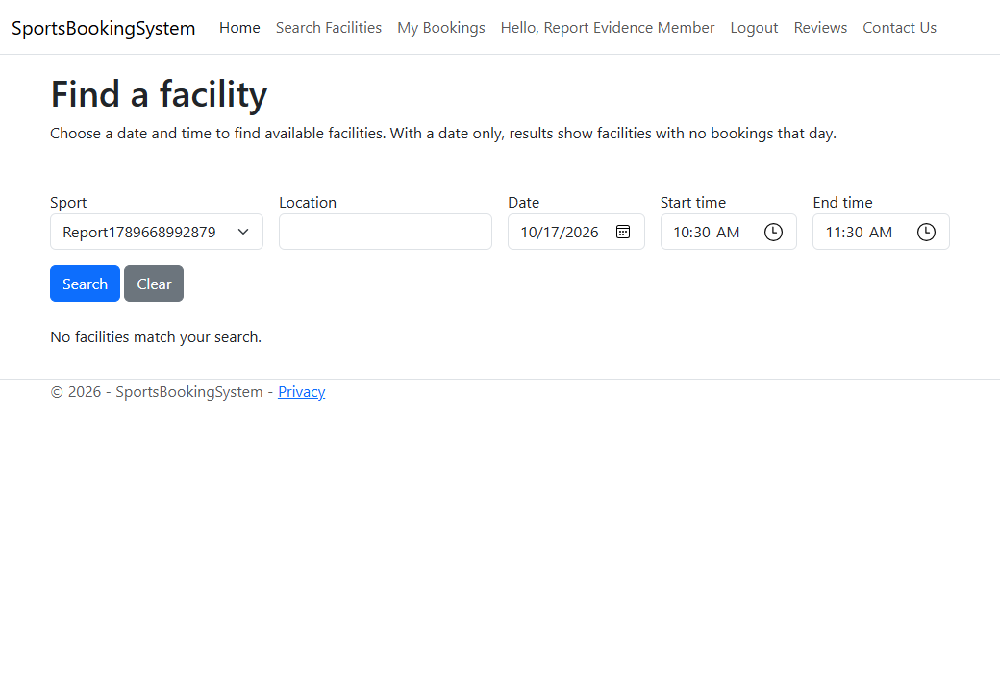 SportsBookingSystem Home Search Facilities My Bookings Hello, Report Evidence Member Logout Reviews Contact Us
Find a facility
Choose a date and time to find available facilities. With a date only, results show facilities with no bookings that day.
Sport Location Date Start time End time
Report1789668992879 10/17/2026 10:30 AM 11:30 AM
Search Clear
No facilities match your search.
© 2026 - SportsBookingSystem - Privacy